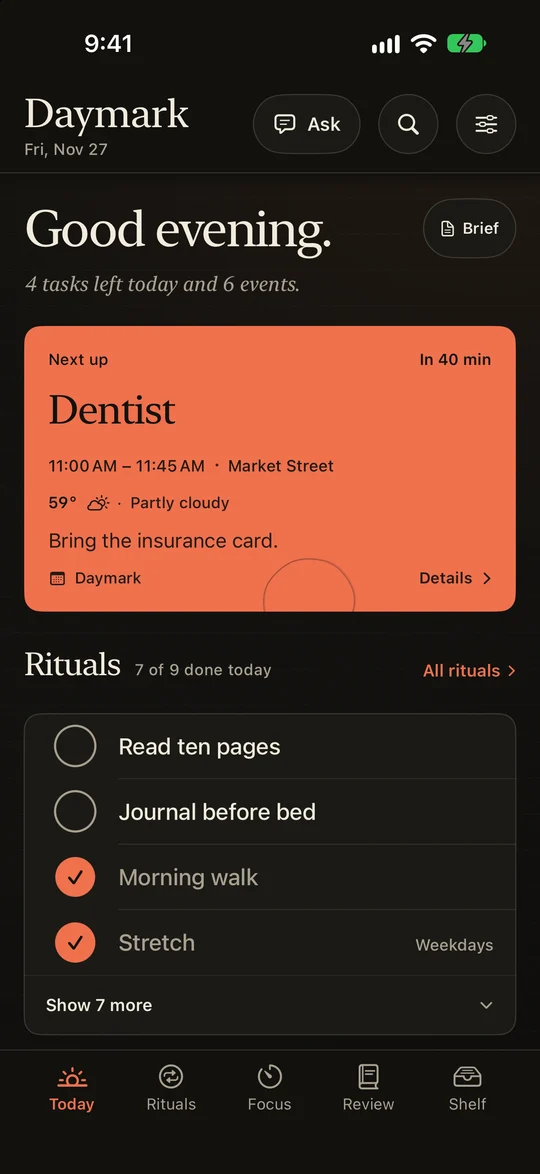 9:41
Daymark
Fri, Nov 27
Ask
Good evening.
Brief
4 tasks left today and 6 events.
Next up
In 40 min
Dentist
11:00 AM – 11:45 AM · Market Street
59° · Partly cloudy
Bring the insurance card.
Daymark
Details
Rituals
7 of 9 done today
All rituals
Read ten pages
Journal before bed
Morning walk
Stretch
Weekdays
Show 7 more
Today
Rituals
Focus
Review
Shelf